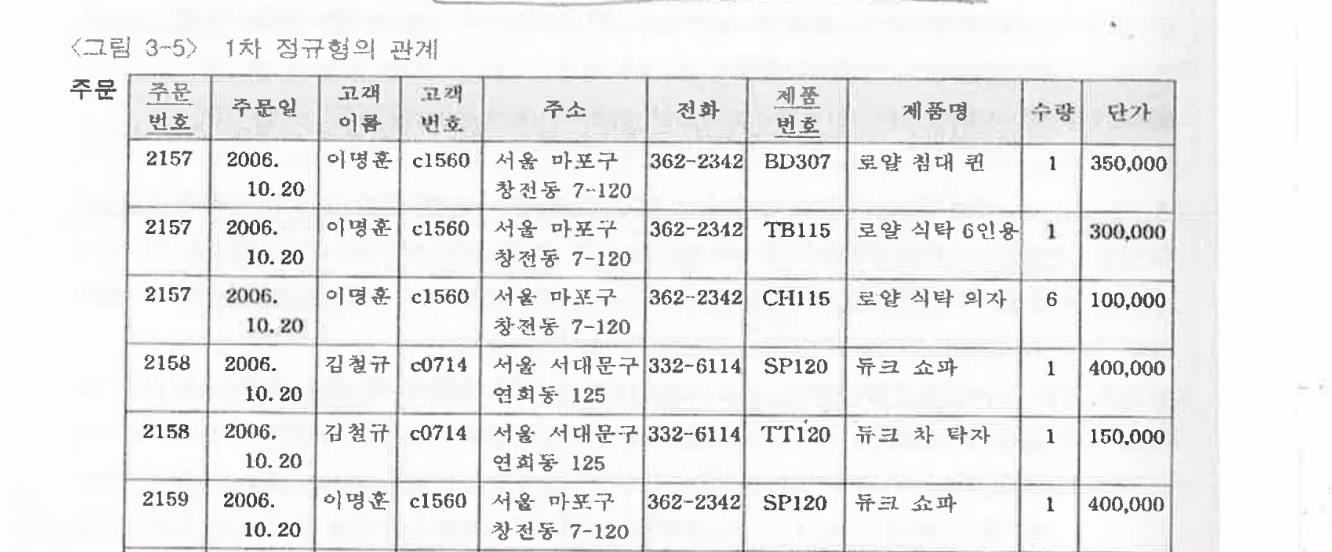 <그림 3-5> 1차 정규형의 관계
주문
주문번호 주문일 고객이름 고객번호 주소 전화 제품번호 제품명 수량 단가
2157 2006. 이명훈 c1560 서울 마포구 362-2342 BD307 로얄 침대 퀸 1 350,000
10.20 창전동 7-120
2157 2006. 이명훈 c1560 서울 마포구 362-2342 TB115 로얄 식탁 6인용 1 300,000
10.20 창전동 7-120
2157 2006. 이명훈 c1560 서울 마포구 362-2342 CH115 로얄 식탁 의자 6 100,000
10.20 창전동 7-120
2158 2006. 김철규 c0714 서울 서대문구 332-6114 SP120 듀크 쇼파 1 400,000
10.20 연희동 125
2158 2006. 김철규 c0714 서울 서대문구 332-6114 TT120 듀크 차 탁자 1 150,000
10.20 연희동 125
2159 2006. 이명훈 c1560 서울 마포구 362-2342 SP120 듀크 쇼파 1 400,000
10.20 창전동 7-120